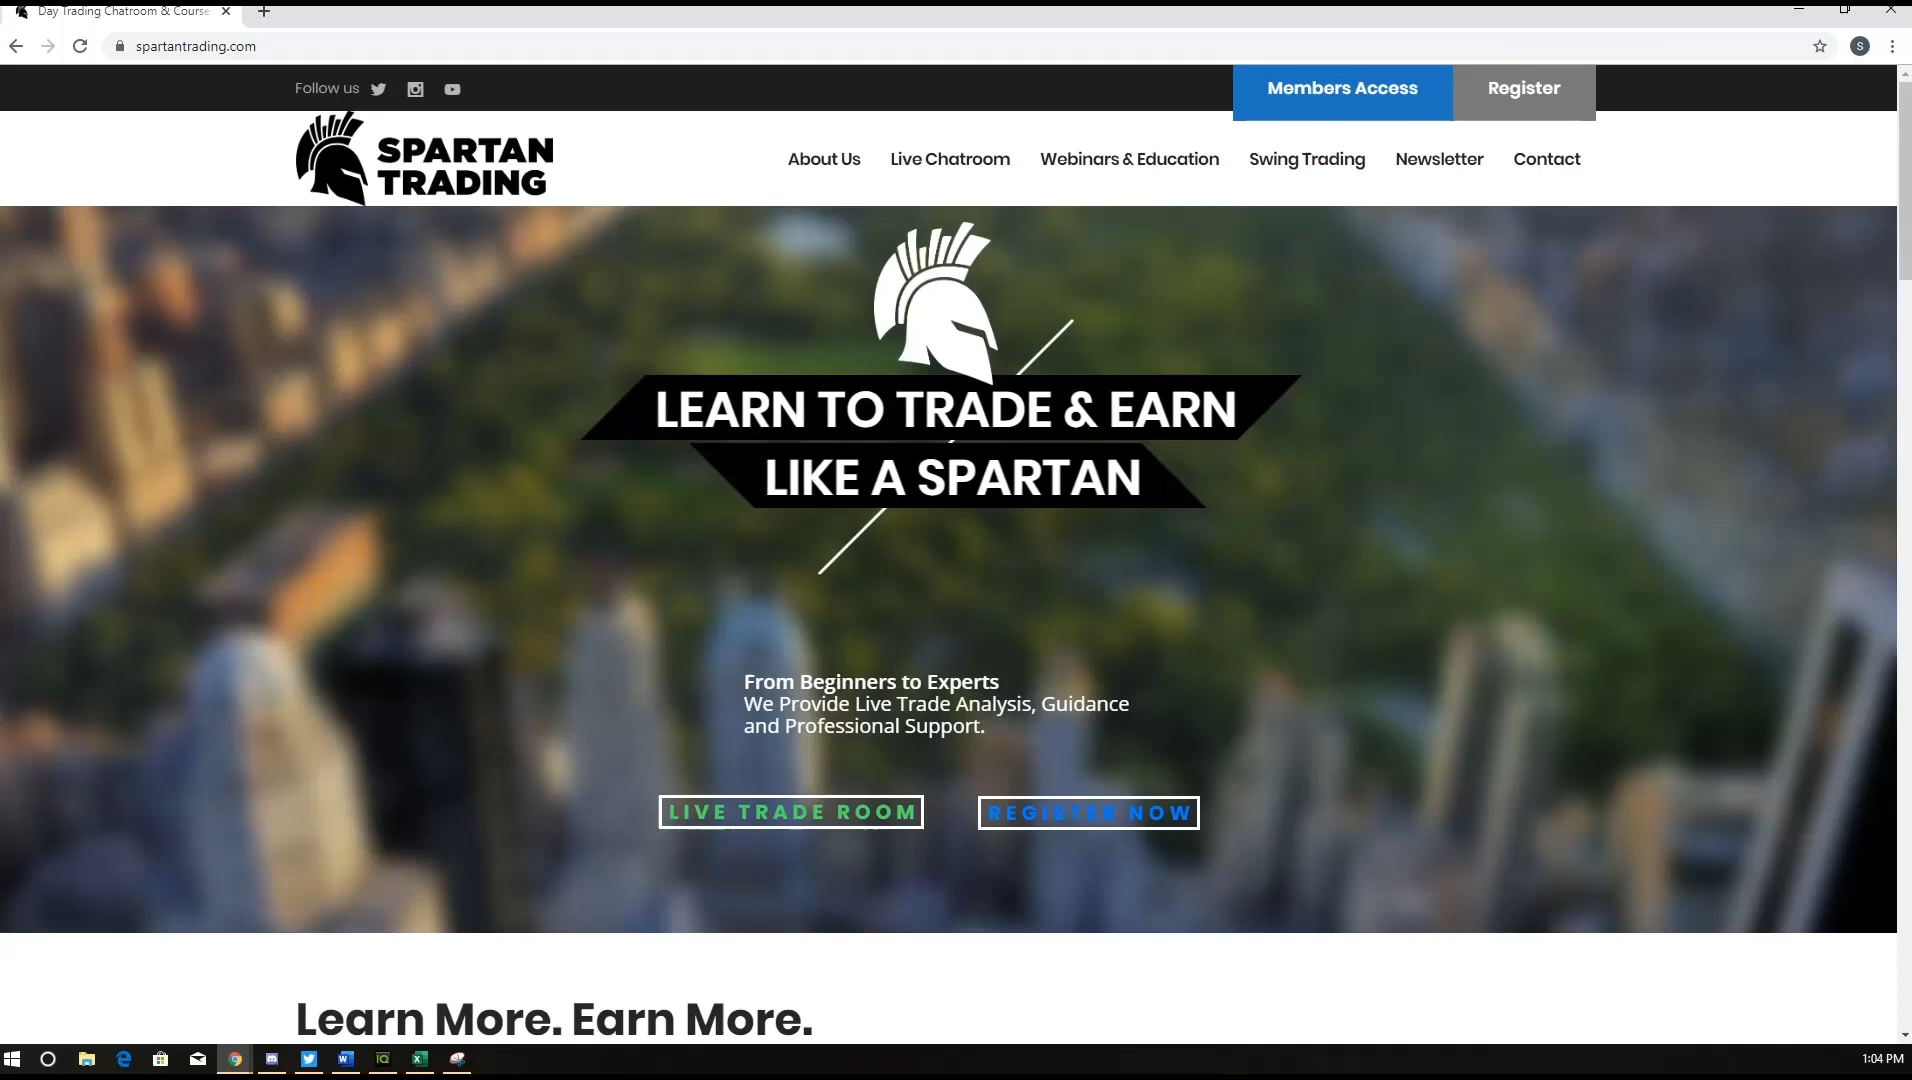 Day Trading Chatroom & Course
spartantrading.com
S
Follow us
Members Access
Register
SPARTAN
TRADING
About Us
Live Chatroom
Webinars & Education
Swing Trading
Newsletter
Contact
LEARN TO TRADE & EARN
LIKE A SPARTAN
From Beginners to Experts
We Provide Live Trade Analysis, Guidance
and Professional Support.
LIVE TRADE ROOM
REGISTER NOW
Learn More. Earn More.
1:04 PM